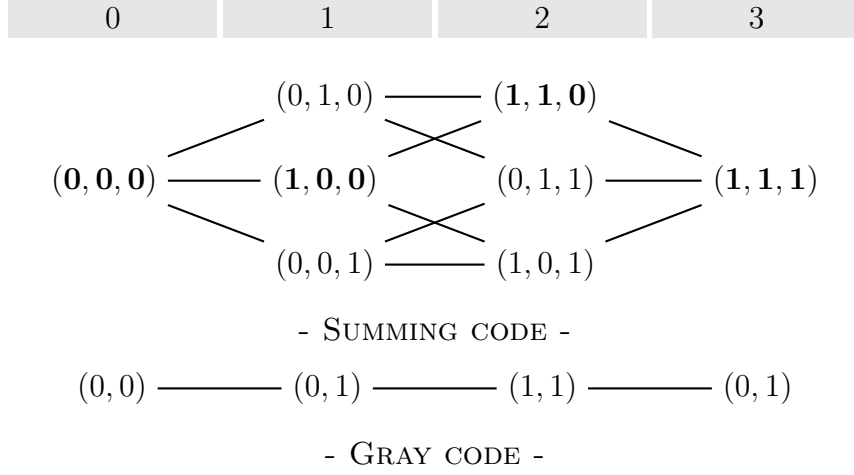 0 1 2 3
(0, 1, 0) (1, 1, 0)
(0, 0, 0) (1, 0, 0) (0, 1, 1) (1, 1, 1)
(0, 0, 1) (1, 0, 1)
- SUMMING CODE -
(0, 0) (0, 1) (1, 1) (0, 1)
- GRAY CODE -